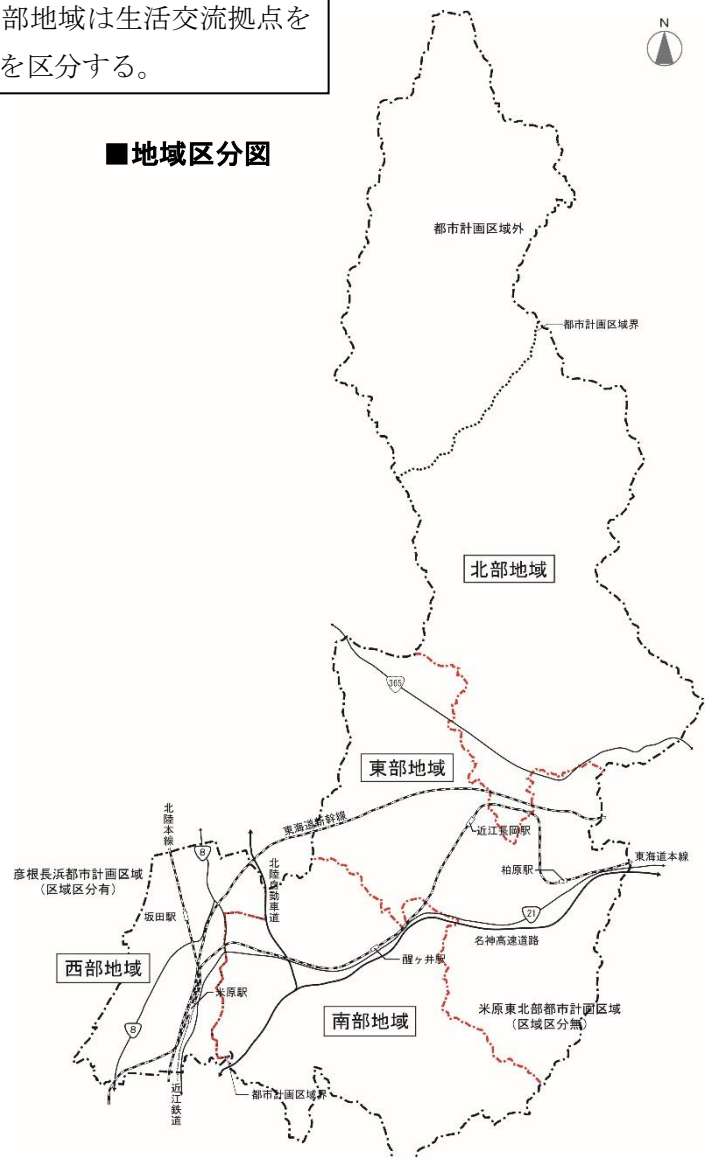 部地域は生活交流拠点を
を区分する。
N
■地域区分図
都市計画区域外
都市計画区域界
北部地域
365
東部地域
東海道新幹線
北陸本線
8
北陸自動車道
近江長岡駅
柏原駅
東海道本線
彦根長浜都市計画区域
（区域区分有）
坂田駅
21
名神高速道路
醒ヶ井駅
西部地域
米原駅
南部地域
米原東北部都市計画区域
（区域区分無）
8
近江鉄道
都市計画区域界